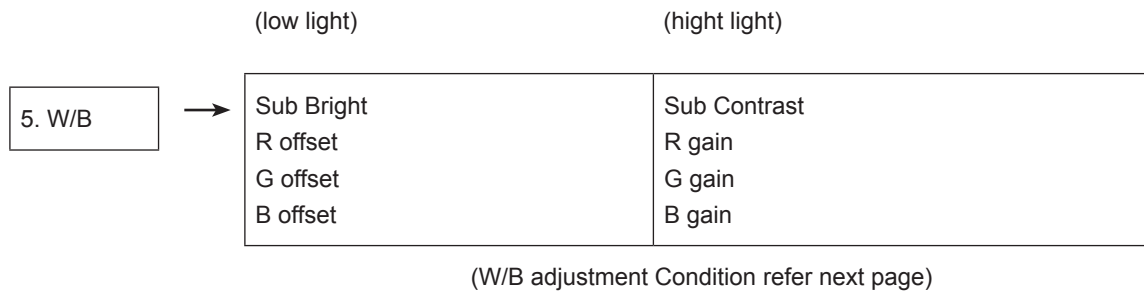 (low light) (hight light)
5. W/B
Sub Bright Sub Contrast
R offset R gain
G offset G gain
B offset B gain
(W/B adjustment Condition refer next page)